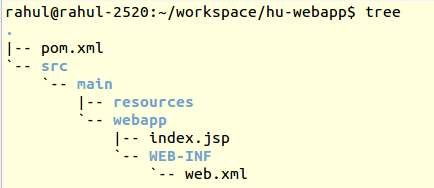 rahul@rahul-2520:~/workspace/hu-webapp$ tree
.
|-- pom.xml
`-- src
    `-- main
        |-- resources
        `-- webapp
            |-- index.jsp
            `-- WEB-INF
                `-- web.xml